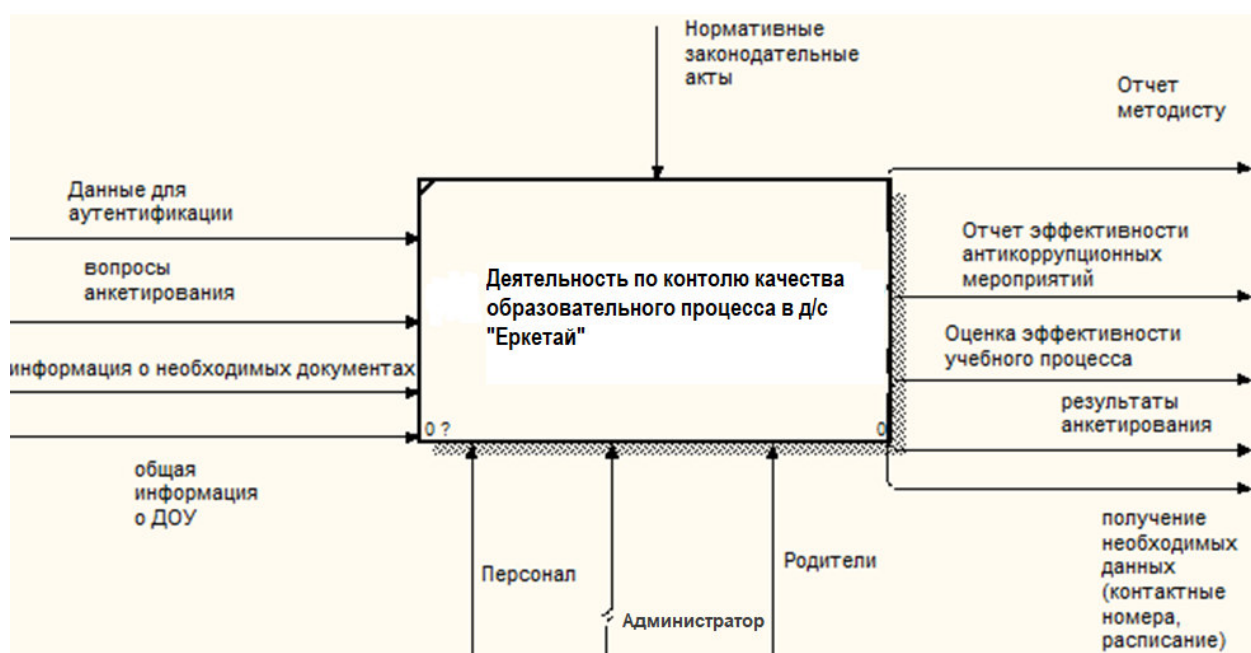 Нормативные
законодательные
акты
Отчет
методисту
Данные для
аутентификации
вопросы
анкетирования
информация о необходимых документах
общая
информация
о ДОУ
Деятельность по контолю качества
образовательного процесса в д/с
"Еркетай"
0 ?
0
Отчет эффективности
антикоррупционных
мероприятий
Оценка эффективности
учебного процесса
результаты
анкетирования
получение
необходимых
данных
(контактные
номера,
расписание)
Персонал
Администратор
Родители